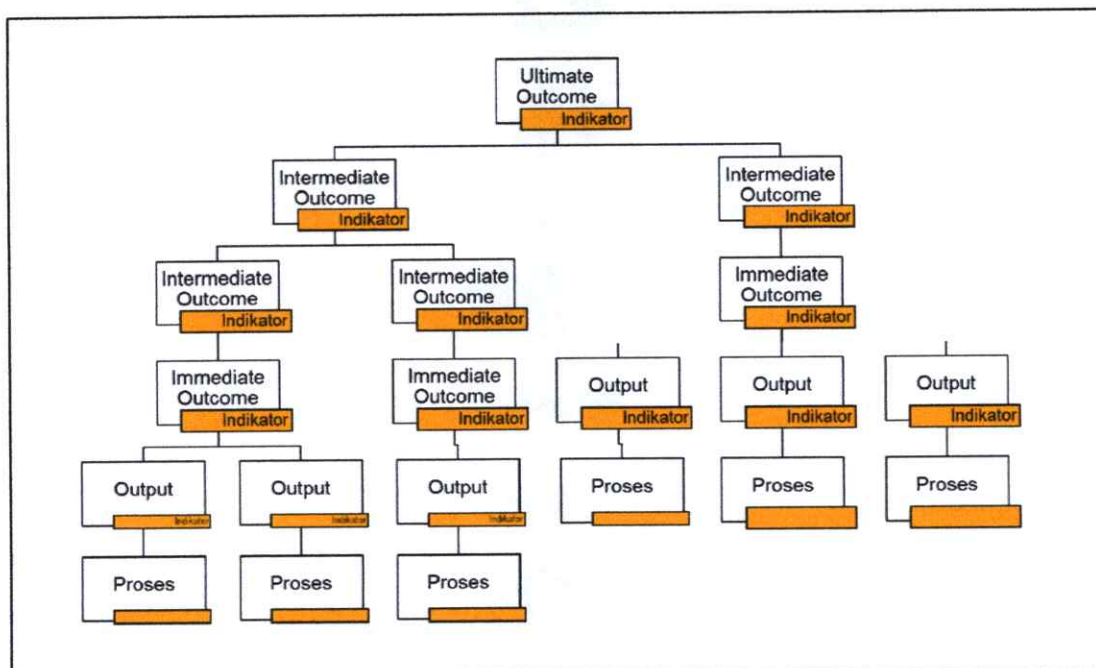 Ultimate
Outcome
Indikator
Intermediate
Outcome
Indikator
Intermediate
Outcome
Indikator
Intermediate
Outcome
Indikator
Intermediate
Outcome
Indikator
Immediate
Outcome
Indikator
Immediate
Outcome
Indikator
Immediate
Outcome
Indikator
Output
Indikator
Output
Indikator
Output
Indikator
Output
Indikator
Output
Indikator
Output
Indikator
Proses
Proses
Proses
Proses
Proses
Proses